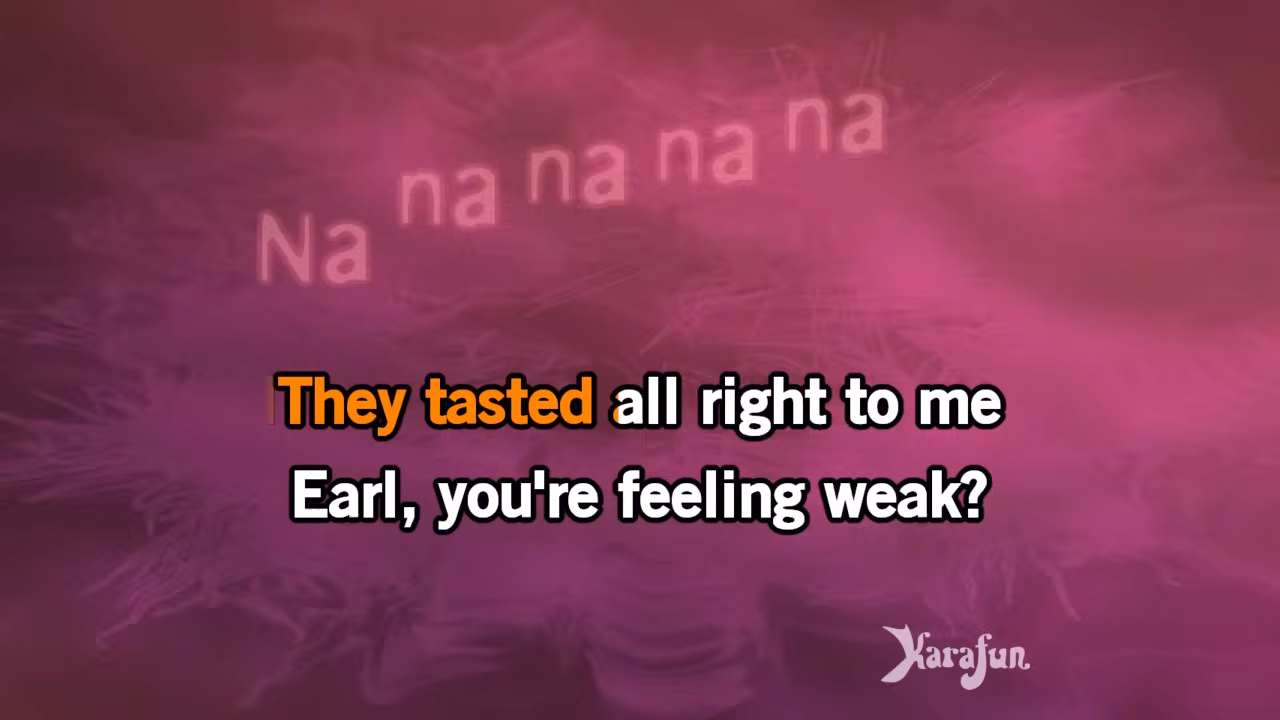 Na na na na na
They tasted all right to me
Earl, you're feeling weak?
Karafun